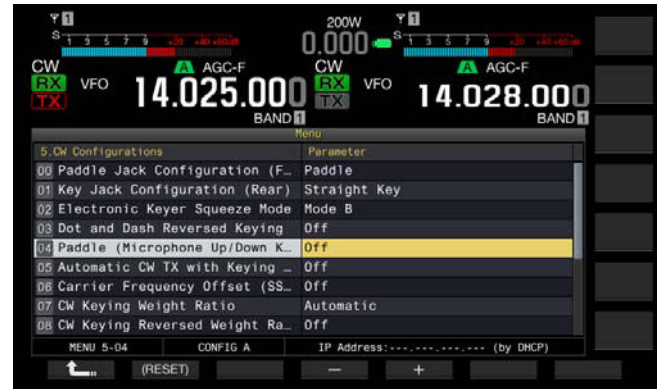 1
200W
1
S 1 3 5 7 9 +20 +40 +60dB
0.000
S 1 3 5 7 9 +20 +40 +60dB
CW A AGC-F
CW A AGC-F
RX VFO 14.025.000
RX VFO 14.028.000
TX
TX
BAND 1
BAND 1
Menu
5.CW Configurations Parameter
00 Paddle Jack Configuration (F… Paddle
01 Key Jack Configuration (Rear) Straight Key
02 Electronic Keyer Squeeze Mode Mode B
03 Dot and Dash Reversed Keying Off
04 Paddle (Microphone Up/Down K… Off
05 Automatic CW TX with Keying … Off
06 Carrier Frequency Offset (SS… Off
07 CW Keying Weight Ratio Automatic
08 CW Keying Reversed Weight Ra… Off
MENU 5-04 CONFIG A IP Address:---.---.---.--- (by DHCP)
(RESET) − +